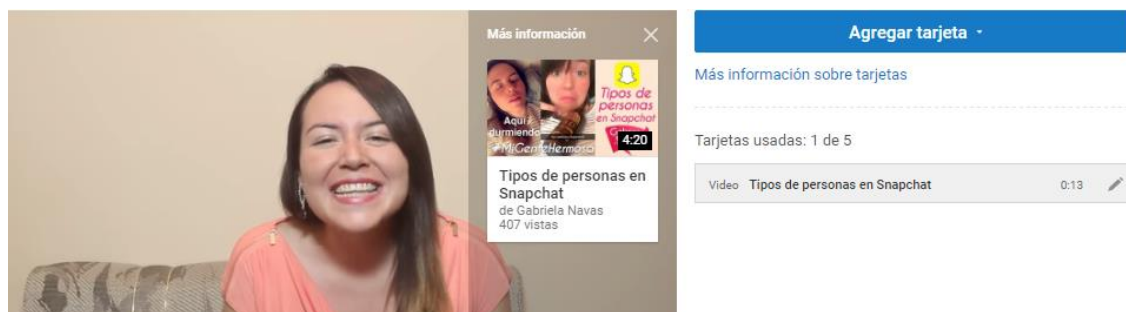 Más información
Aquí
durmiendo
Tipos de
personas
en Snapchat
#MiGenteHermosa
4:20
Tipos de personas en
Snapchat
de Gabriela Navas
407 vistas
Agregar tarjeta
Más información sobre tarjetas
Tarjetas usadas: 1 de 5
Video Tipos de personas en Snapchat 0:13